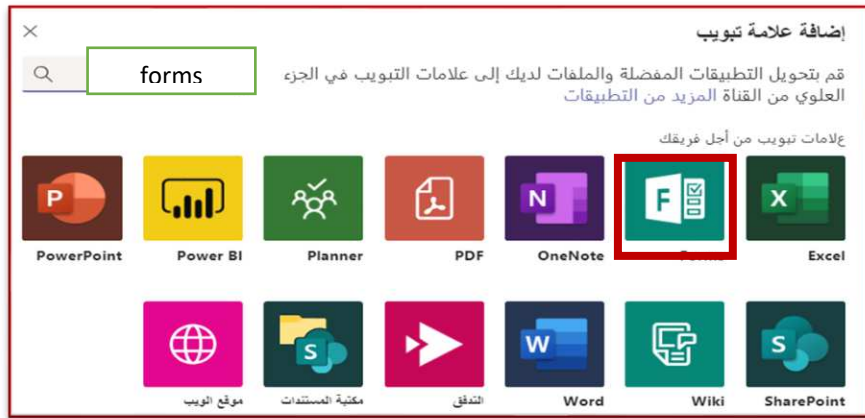 إضافة علامة تبويب
forms
قم بتحويل التطبيقات المفضلة والملفات لديك إلى علامات التبويب في الجزء
العلوي من القناة المزيد من التطبيقات
علامات تبويب من أجل فريقك
Excel
Forms
OneNote
PDF
Planner
Power BI
PowerPoint
SharePoint
Wiki
Word
التدفق
مكتبة المستندات
موقع الويب